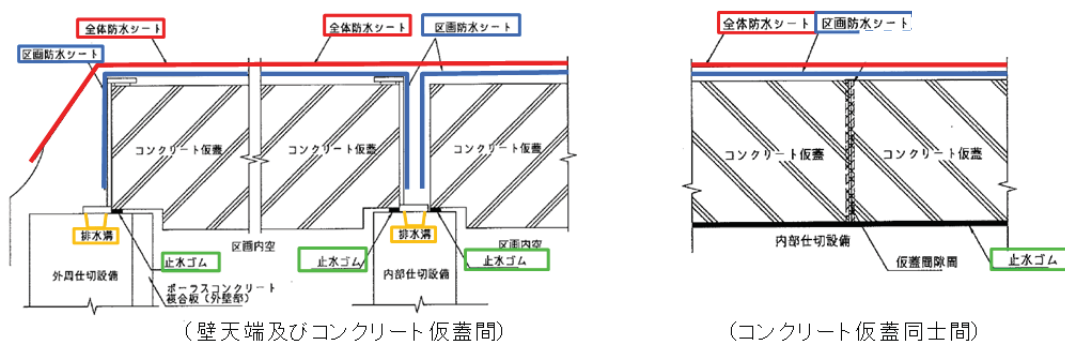 全体防水シート
全体防水シート
区画防水シート
区画防水シート
コンクリート仮蓋
コンクリート仮蓋
コンクリート仮蓋
排水溝
区画内空
排水溝
区画内空
止水ゴム
止水ゴム
止水ゴム
外周仕切設備
内部仕切設備
ポーラスコンクリート
複合板（外壁部）
(壁天端及びコンクリート仮蓋間)
全体防水シート
区画防水シート
コンクリート仮蓋
コンクリート仮蓋
内部仕切設備
仮蓋間隙間
止水ゴム
(コンクリート仮蓋同士間)